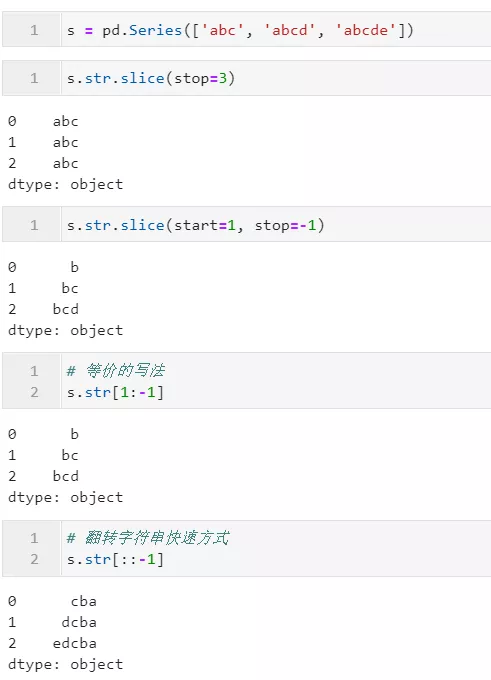 1 s = pd.Series(['abc', 'abcd', 'abcde'])
1 s.str.slice(stop=3)
0 abc
1 abc
2 abc
dtype: object
1 s.str.slice(start=1, stop=-1)
0 b
1 bc
2 bcd
dtype: object
1 # 等价的写法
2 s.str[1:-1]
0 b
1 bc
2 bcd
dtype: object
1 # 翻转字符串快速方式
2 s.str[::-1]
0 cba
1 dcba
2 edcba
dtype: object